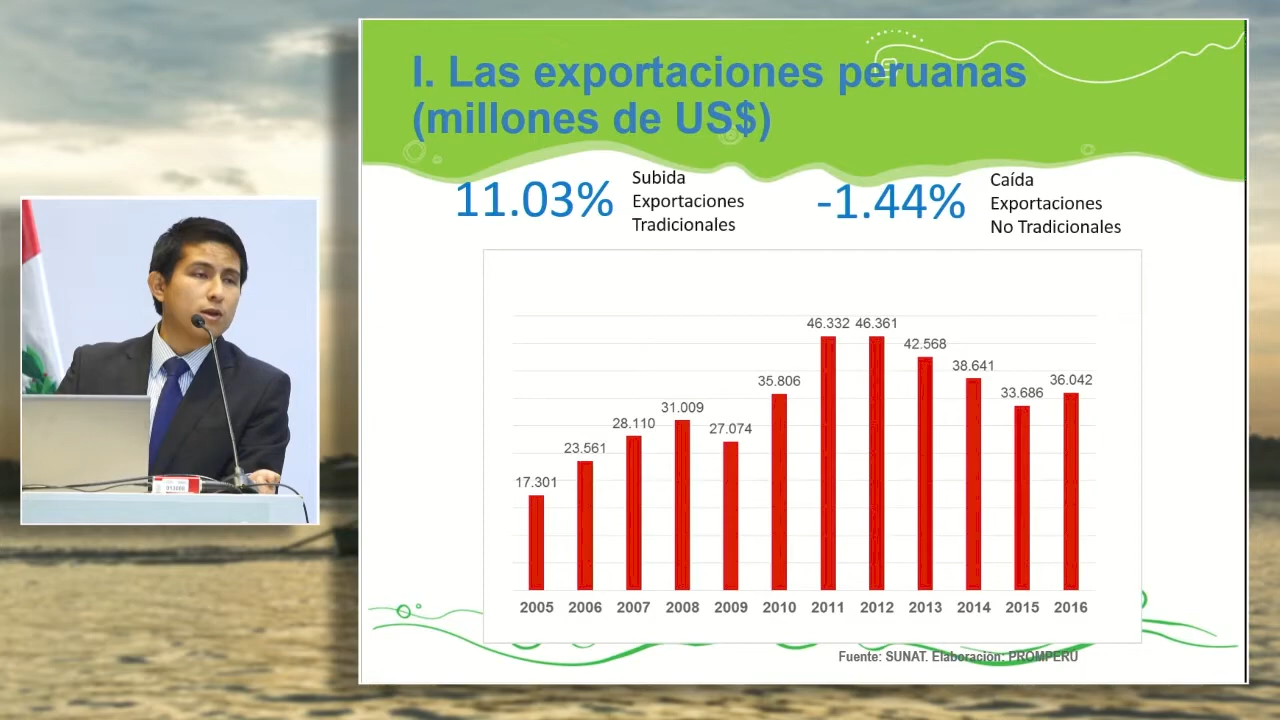 I. Las exportaciones peruanas
(millones de US$)
11.03%
Subida
Exportaciones
Tradicionales
-1.44%
Caída
Exportaciones
No Tradicionales
17.301
23.561
28.110
31.009
27.074
35.806
46.332
46.361
42.568
38.641
33.686
36.042
2005 2006 2007 2008 2009 2010 2011 2012 2013 2014 2015 2016
Fuente: SUNAT. Elaboración: PROMPERÚ